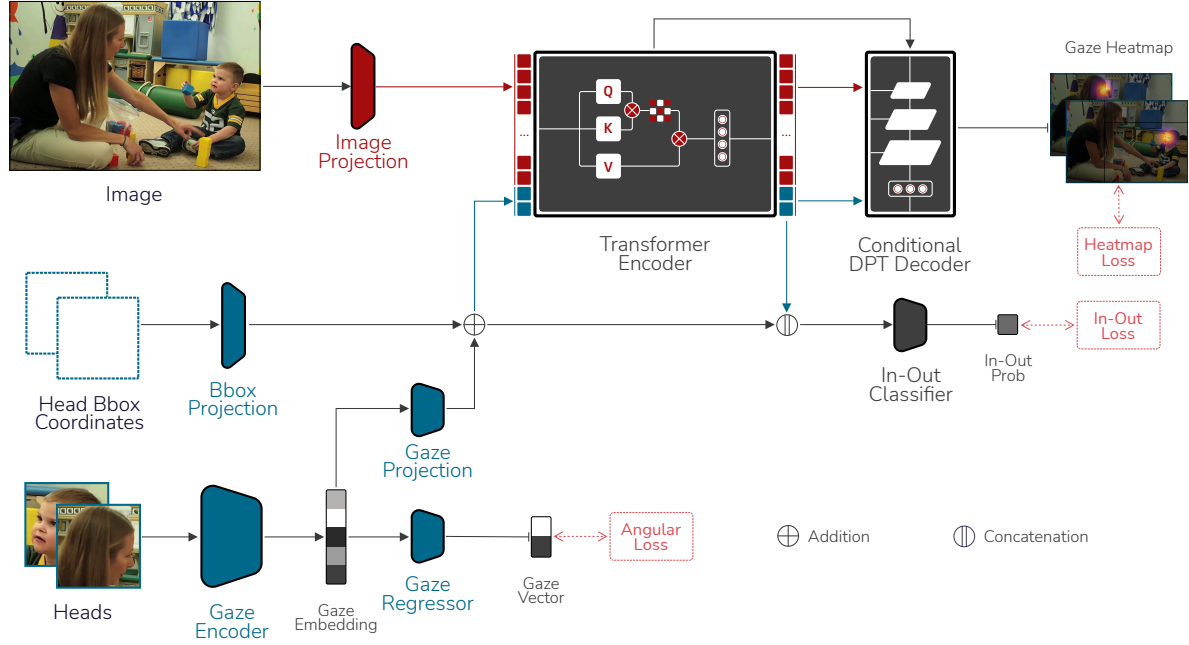 Image
Image
Projection
Q
K
V
...
...
Transformer
Encoder
Conditional
DPT Decoder
Gaze Heatmap
Heatmap
Loss
Head Bbox
Coordinates
Bbox
Projection
Gaze
Projection
In-Out
Classifier
In-Out
Prob
In-Out
Loss
Heads
Gaze
Encoder
Gaze
Embedding
Gaze
Regressor
Gaze
Vector
Angular
Loss
Addition
Concatenation